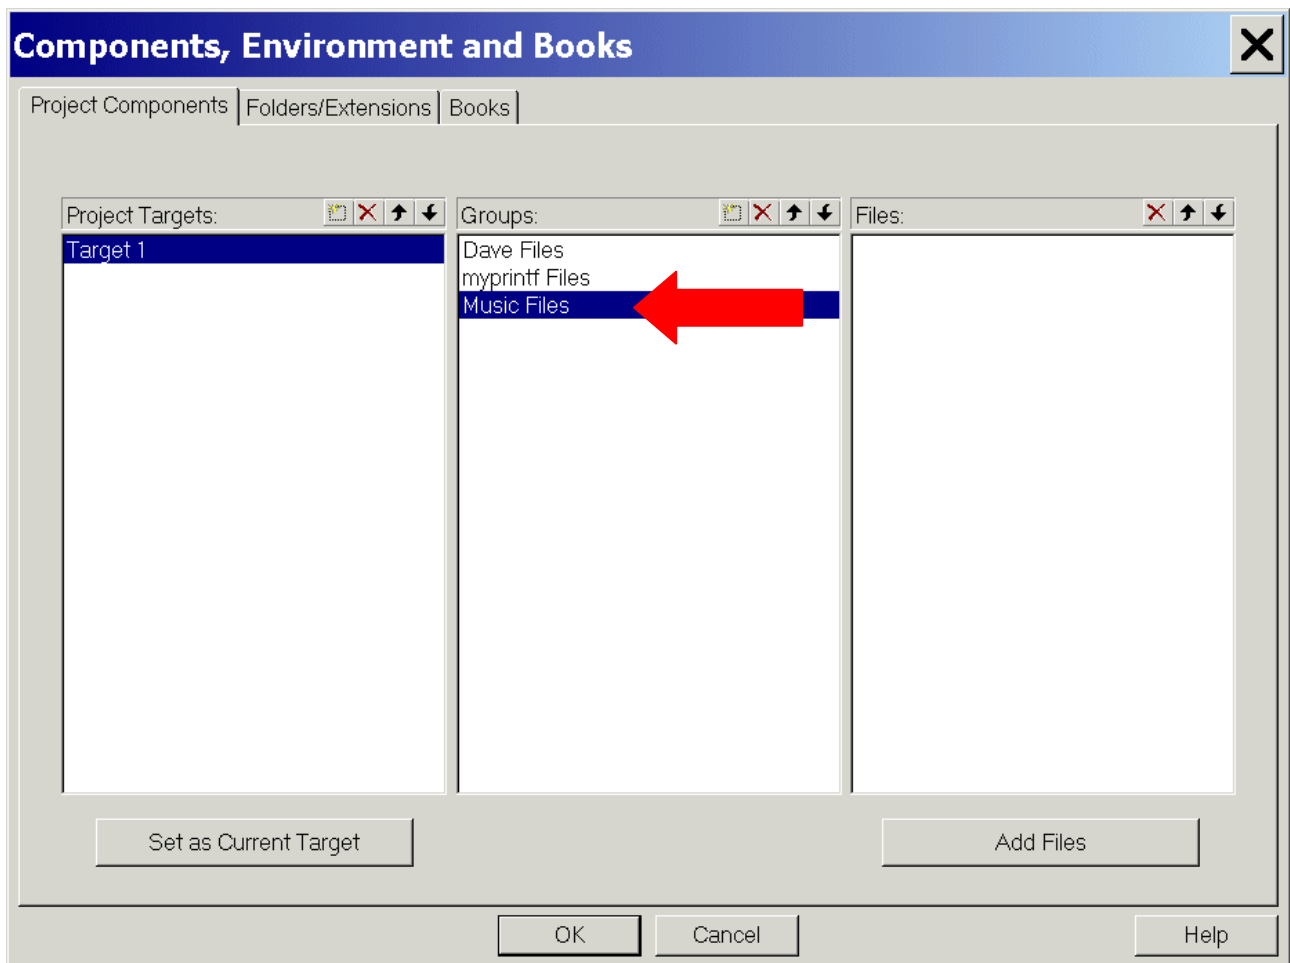 Components, Environment and Books
Project Components Folders/Extensions Books
Project Targets: Groups: Files:
Target 1
Dave Files
myprintf Files
Music Files
Set as Current Target Add Files
OK Cancel Help